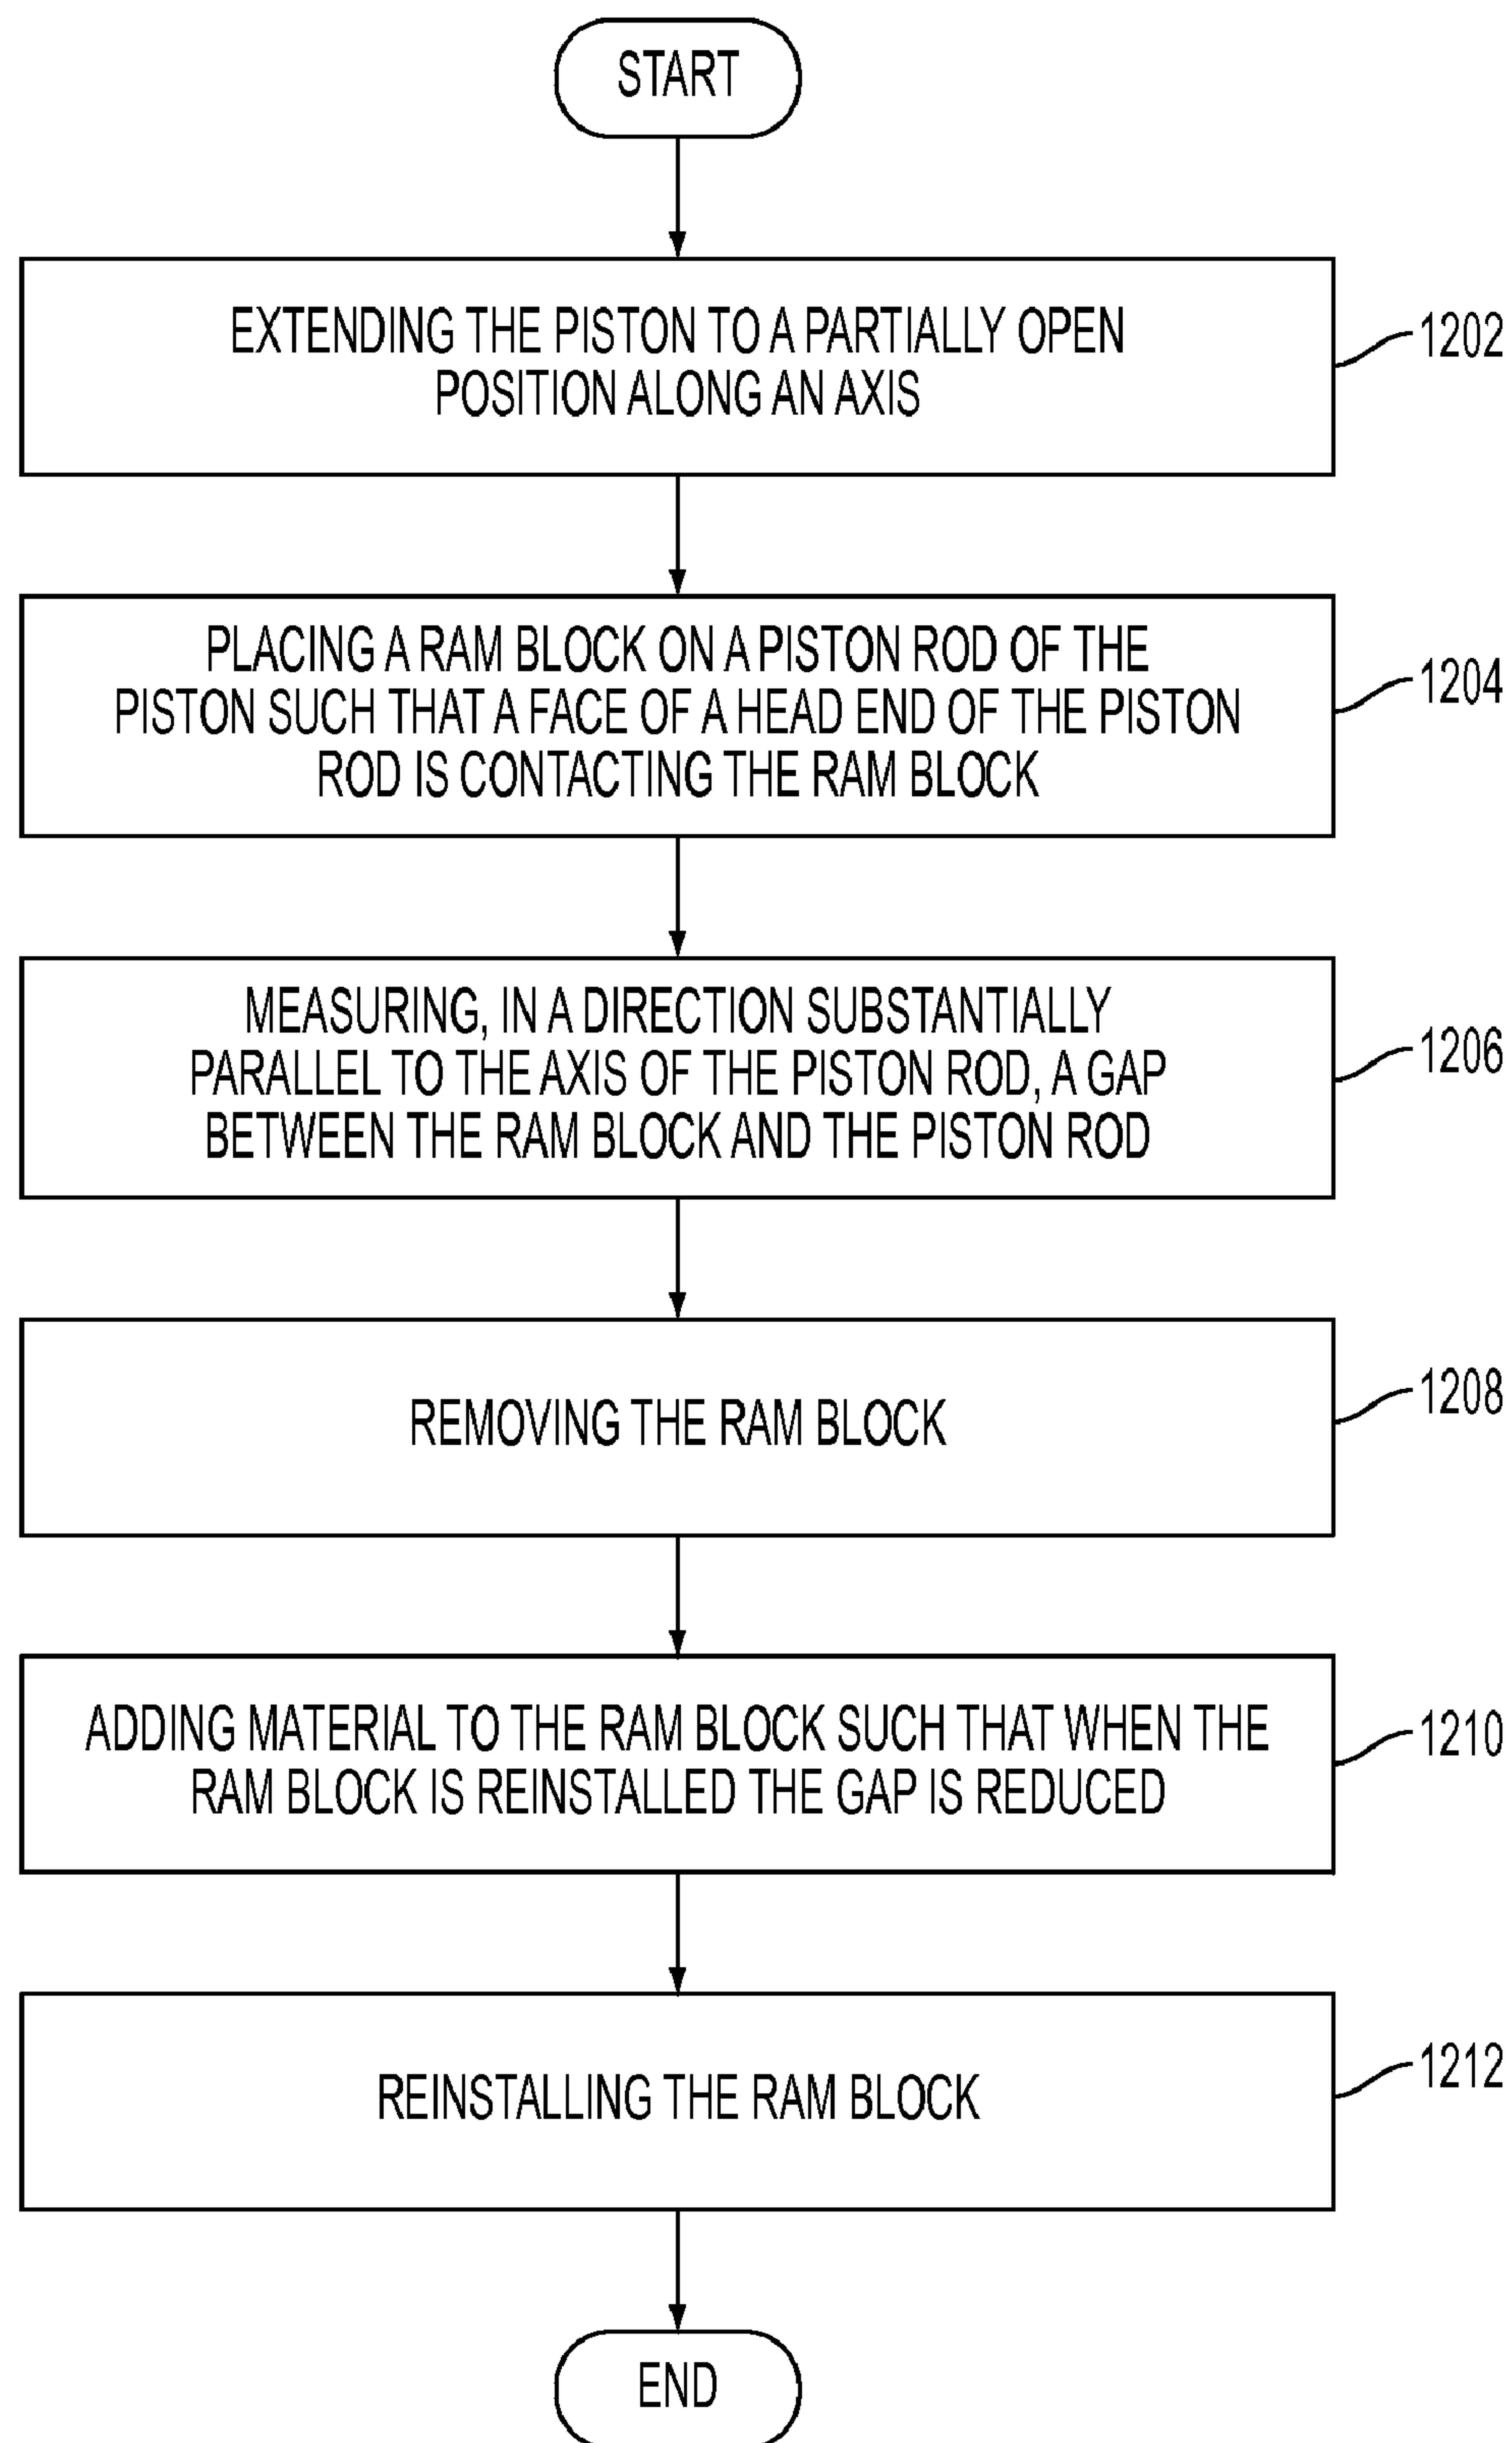 START
EXTENDING THE PISTON TO A PARTIALLY OPEN
POSITION ALONG AN AXIS
1202
PLACING A RAM BLOCK ON A PISTON ROD OF THE
PISTON SUCH THAT A FACE OF A HEAD END OF THE PISTON
ROD IS CONTACTING THE RAM BLOCK
1204
MEASURING, IN A DIRECTION SUBSTANTIALLY
PARALLEL TO THE AXIS OF THE PISTON ROD, A GAP
BETWEEN THE RAM BLOCK AND THE PISTON ROD
1206
REMOVING THE RAM BLOCK
1208
ADDING MATERIAL TO THE RAM BLOCK SUCH THAT WHEN THE
RAM BLOCK IS REINSTALLED THE GAP IS REDUCED
1210
REINSTALLING THE RAM BLOCK
1212
END